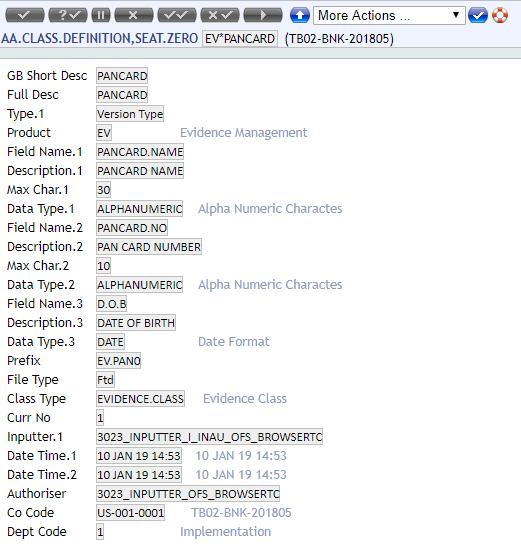 More Actions ...
AA.CLASS.DEFINITION,SEAT.ZERO EV*PANCARD (TB02-BNK-201805)
GB Short Desc PANCARD
Full Desc PANCARD
Type.1 Version Type
Product EV Evidence Management
Field Name.1 PANCARD.NAME
Description.1 PANCARD NAME
Max Char.1 30
Data Type.1 ALPHANUMERIC Alpha Numeric Charactes
Field Name.2 PANCARD.NO
Description.2 PAN CARD NUMBER
Max Char.2 10
Data Type.2 ALPHANUMERIC Alpha Numeric Charactes
Field Name.3 D.O.B
Description.3 DATE OF BIRTH
Data Type.3 DATE Date Format
Prefix EV.PAN0
File Type Ftd
Class Type EVIDENCE.CLASS Evidence Class
Curr No 1
Inputter.1 3023_INPUTTER_I_INAU_OFS_BROWSERTC
Date Time.1 10 JAN 19 14:53 10 JAN 19 14:53
Date Time.2 10 JAN 19 14:53 10 JAN 19 14:53
Authoriser 3023_INPUTTER_OFS_BROWSERTC
Co Code US-001-0001 TB02-BNK-201805
Dept Code 1 Implementation